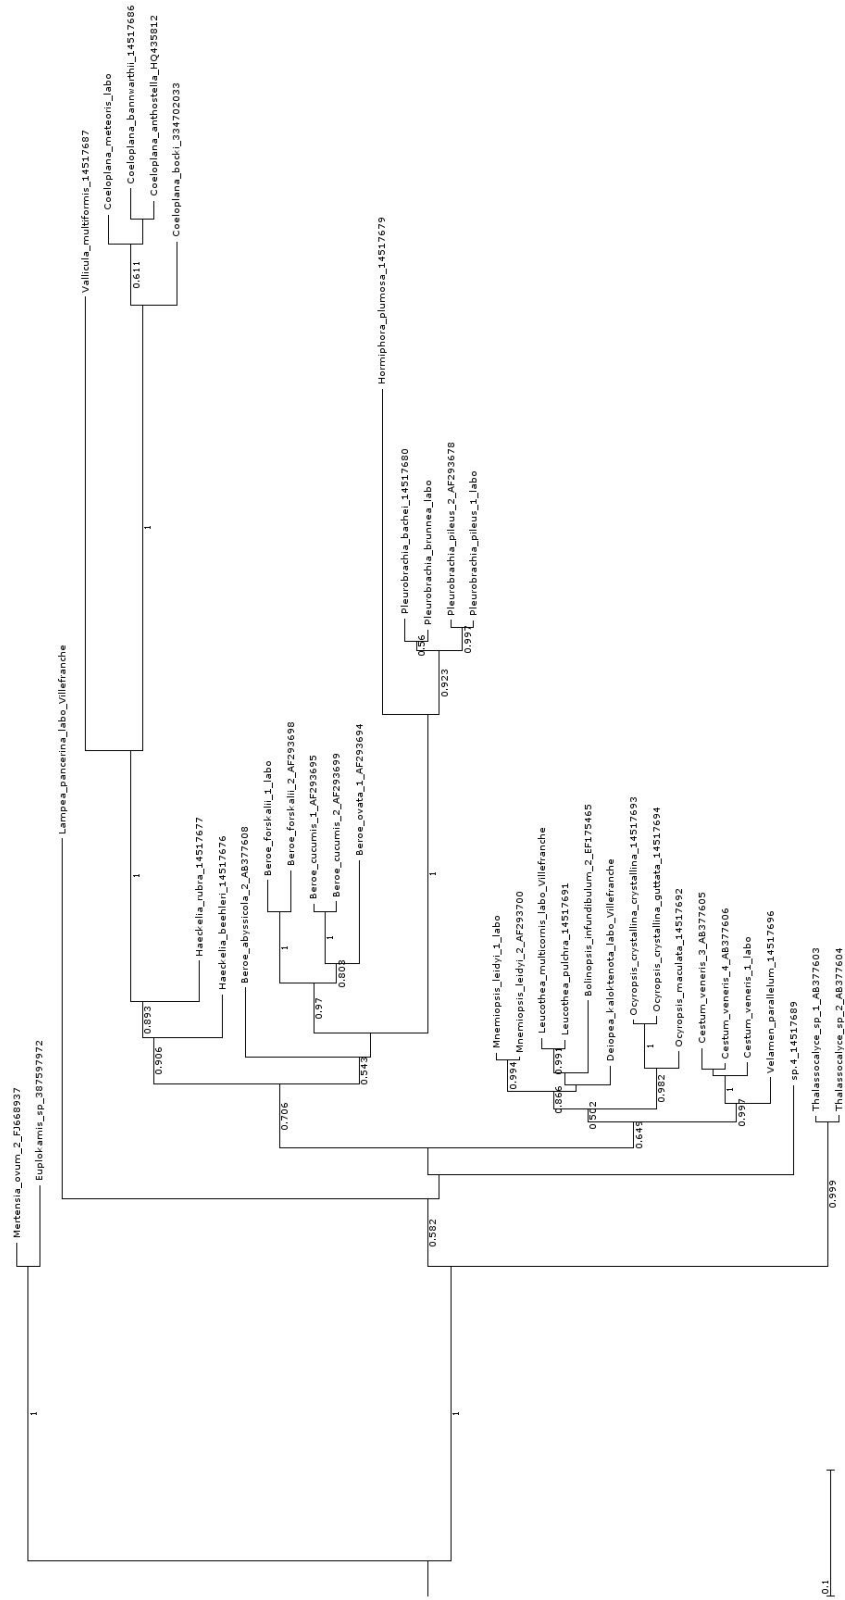 Mertensia_ovum_2_FJ668937
Euplokamis_sp_387597972
1
Lampea_pancerina_labo_Villefranche
Vallicula_multiformis_14517687
Coeloplana_meteoris_labo
Coeloplana_bannwarthii_14517686
Coeloplana_anthostella_HQ435812
Coeloplana_bocki_334702033
0.611
1
1
Haeckelia_rubra_14517677
0.893
Haeckelia_beehleri_14517676
0.906
Beroe_abyssicola_2_AB377608
Beroe_forskalii_1_labo
Beroe_forskalii_2_AF293698
1
Beroe_cucumis_1_AF293695
Beroe_cucumis_2_AF293699
1
Beroe_ovata_1_AF293694
0.803
0.97
0.543
0.706
Hormiphora_plumosa_14517679
Pleurobrachia_bachei_14517680
Pleurobrachia_brunnea_labo
0.56
Pleurobrachia_pileus_2_AF293678
Pleurobrachia_pileus_1_labo
0.997
0.923
1
Mnemiopsis_leidyi_1_labo
Mnemiopsis_leidyi_2_AF293700
0.994
Leucothea_multicornis_labo_Villefranche
Leucothea_pulchra_14517691
0.991
Bolinopsis_infundibulum_2_EF175465
Deiopea_kaloktenota_labo_Villefranche
0.866
Ocyropsis_crystallina_crystallina_14517693
Ocyropsis_crystallina_guttata_14517694
1
Ocyropsis_maculata_14517692
0.982
0.502
Cestum_veneris_3_AB377605
Cestum_veneris_4_AB377606
Cestum_veneris_1_labo
1
Velamen_parallelum_14517696
0.997
0.649
sp.4_14517689
0.582
Thalassocalyce_sp_1_AB377603
Thalassocalyce_sp_2_AB377604
0.999
1
0.1